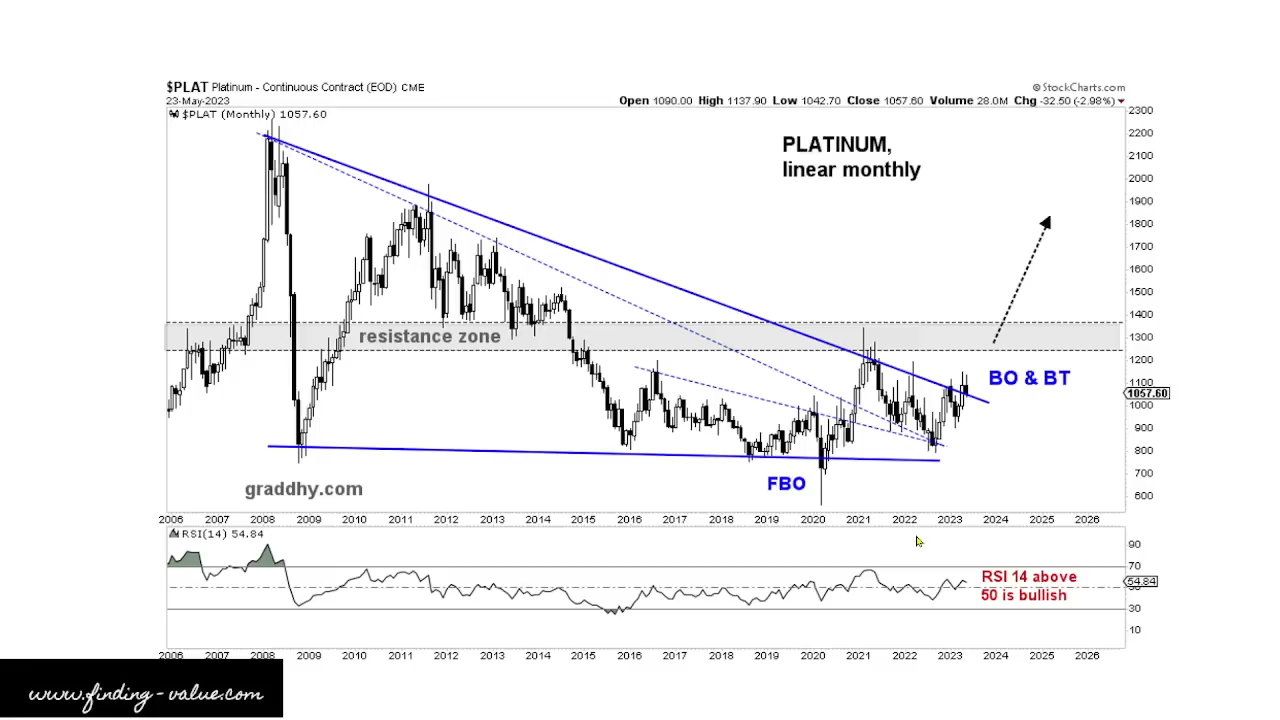 $PLAT Platinum - Continuous Contract (EOD) CME
© StockCharts.com
23-May-2023
Open 1090.00 High 1137.90 Low 1042.70 Close 1057.60 Volume 28.0M Chg -32.50 (-2.98%)
$PLAT (Monthly) 1057.60
2300
2200
2100
2000
1900
1800
1700
1600
1500
1400
1300
1200
1100
1057.60
1000
900
800
700
600
PLATINUM,
linear monthly
resistance zone
BO & BT
FBO
graddhy.com
2006 2007 2008 2009 2010 2011 2012 2013 2014 2015 2016 2017 2018 2019 2020 2021 2022 2023 2024 2025 2026
RSI(14) 54.84
90
70
54.84
50
30
10
RSI 14 above
50 is bullish
2006 2007 2008 2009 2010 2011 2012 2013 2014 2015 2016 2017 2018 2019 2020 2021 2022 2023 2024 2025 2026
www.finding-value.com